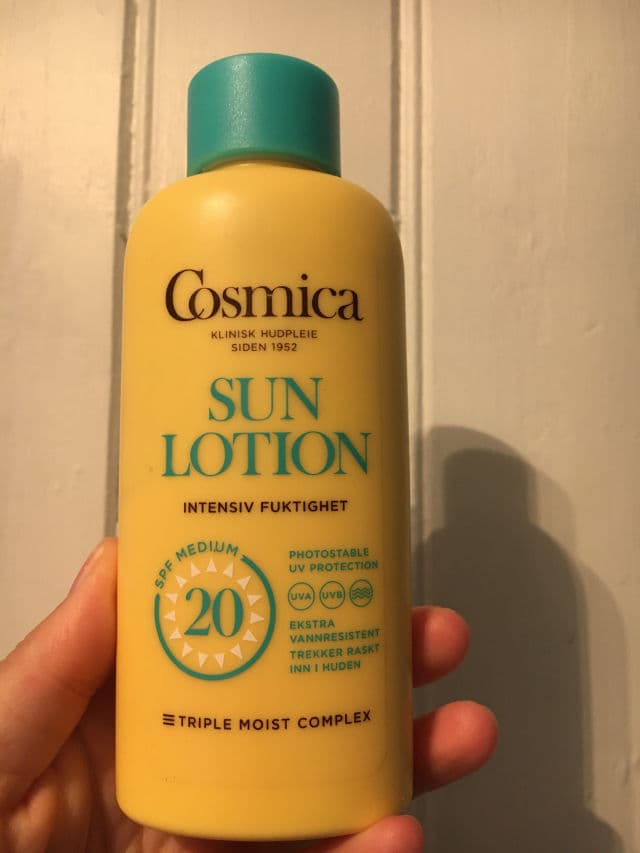 Cosmica
KLINISK HUDPLEIE
SIDEN 1952
SUN
LOTION
INTENSIV FUKTIGHET
SPF MEDIUM
20
PHOTOSTABLE
UV PROTECTION
UVA UVB
EKSTRA
VANNRESISTENT
TREKKER RASKT
INN I HUDEN
TRIPLE MOIST COMPLEX